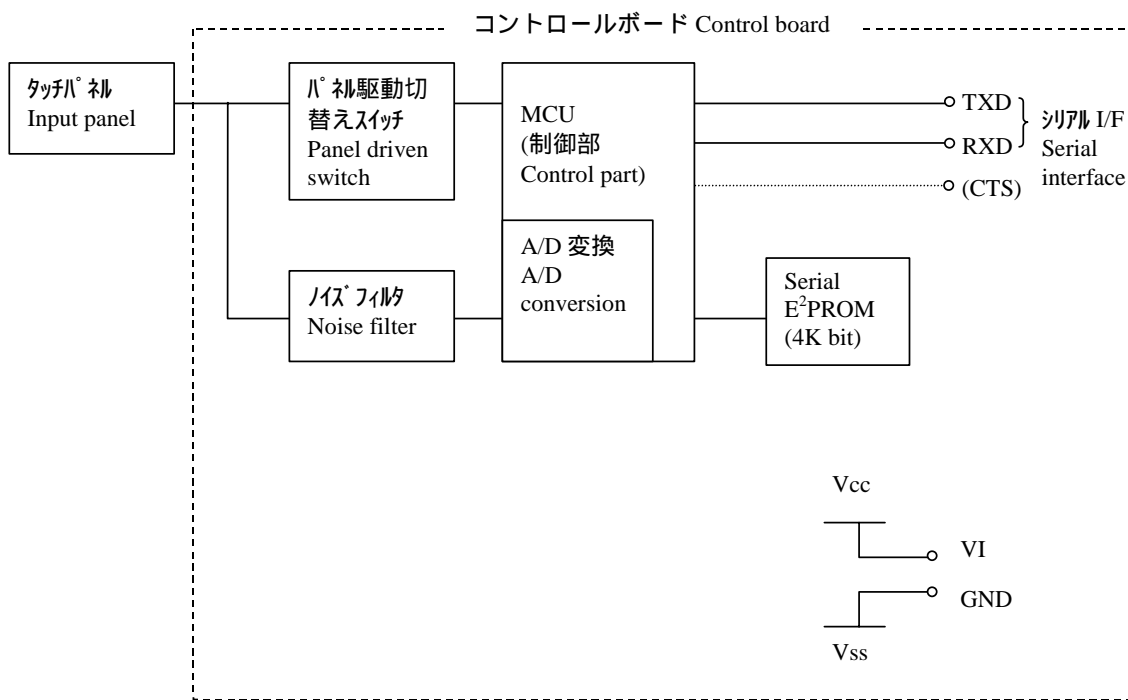 コントロールボード Control board
ﾀｯﾁﾊﾟﾈﾙ
Input panel
ﾊﾟﾈﾙ駆動切
替えｽｲｯﾁ
Panel driven
switch
MCU
(制御部
Control part)
TXD
RXD
(CTS)
ｼﾘｱﾙ I/F
Serial
interface
A/D 変換
A/D
conversion
ﾉｲｽﾞﾌｨﾙﾀ
Noise filter
Serial
E²PROM
(4K bit)
Vcc
VI
GND
Vss